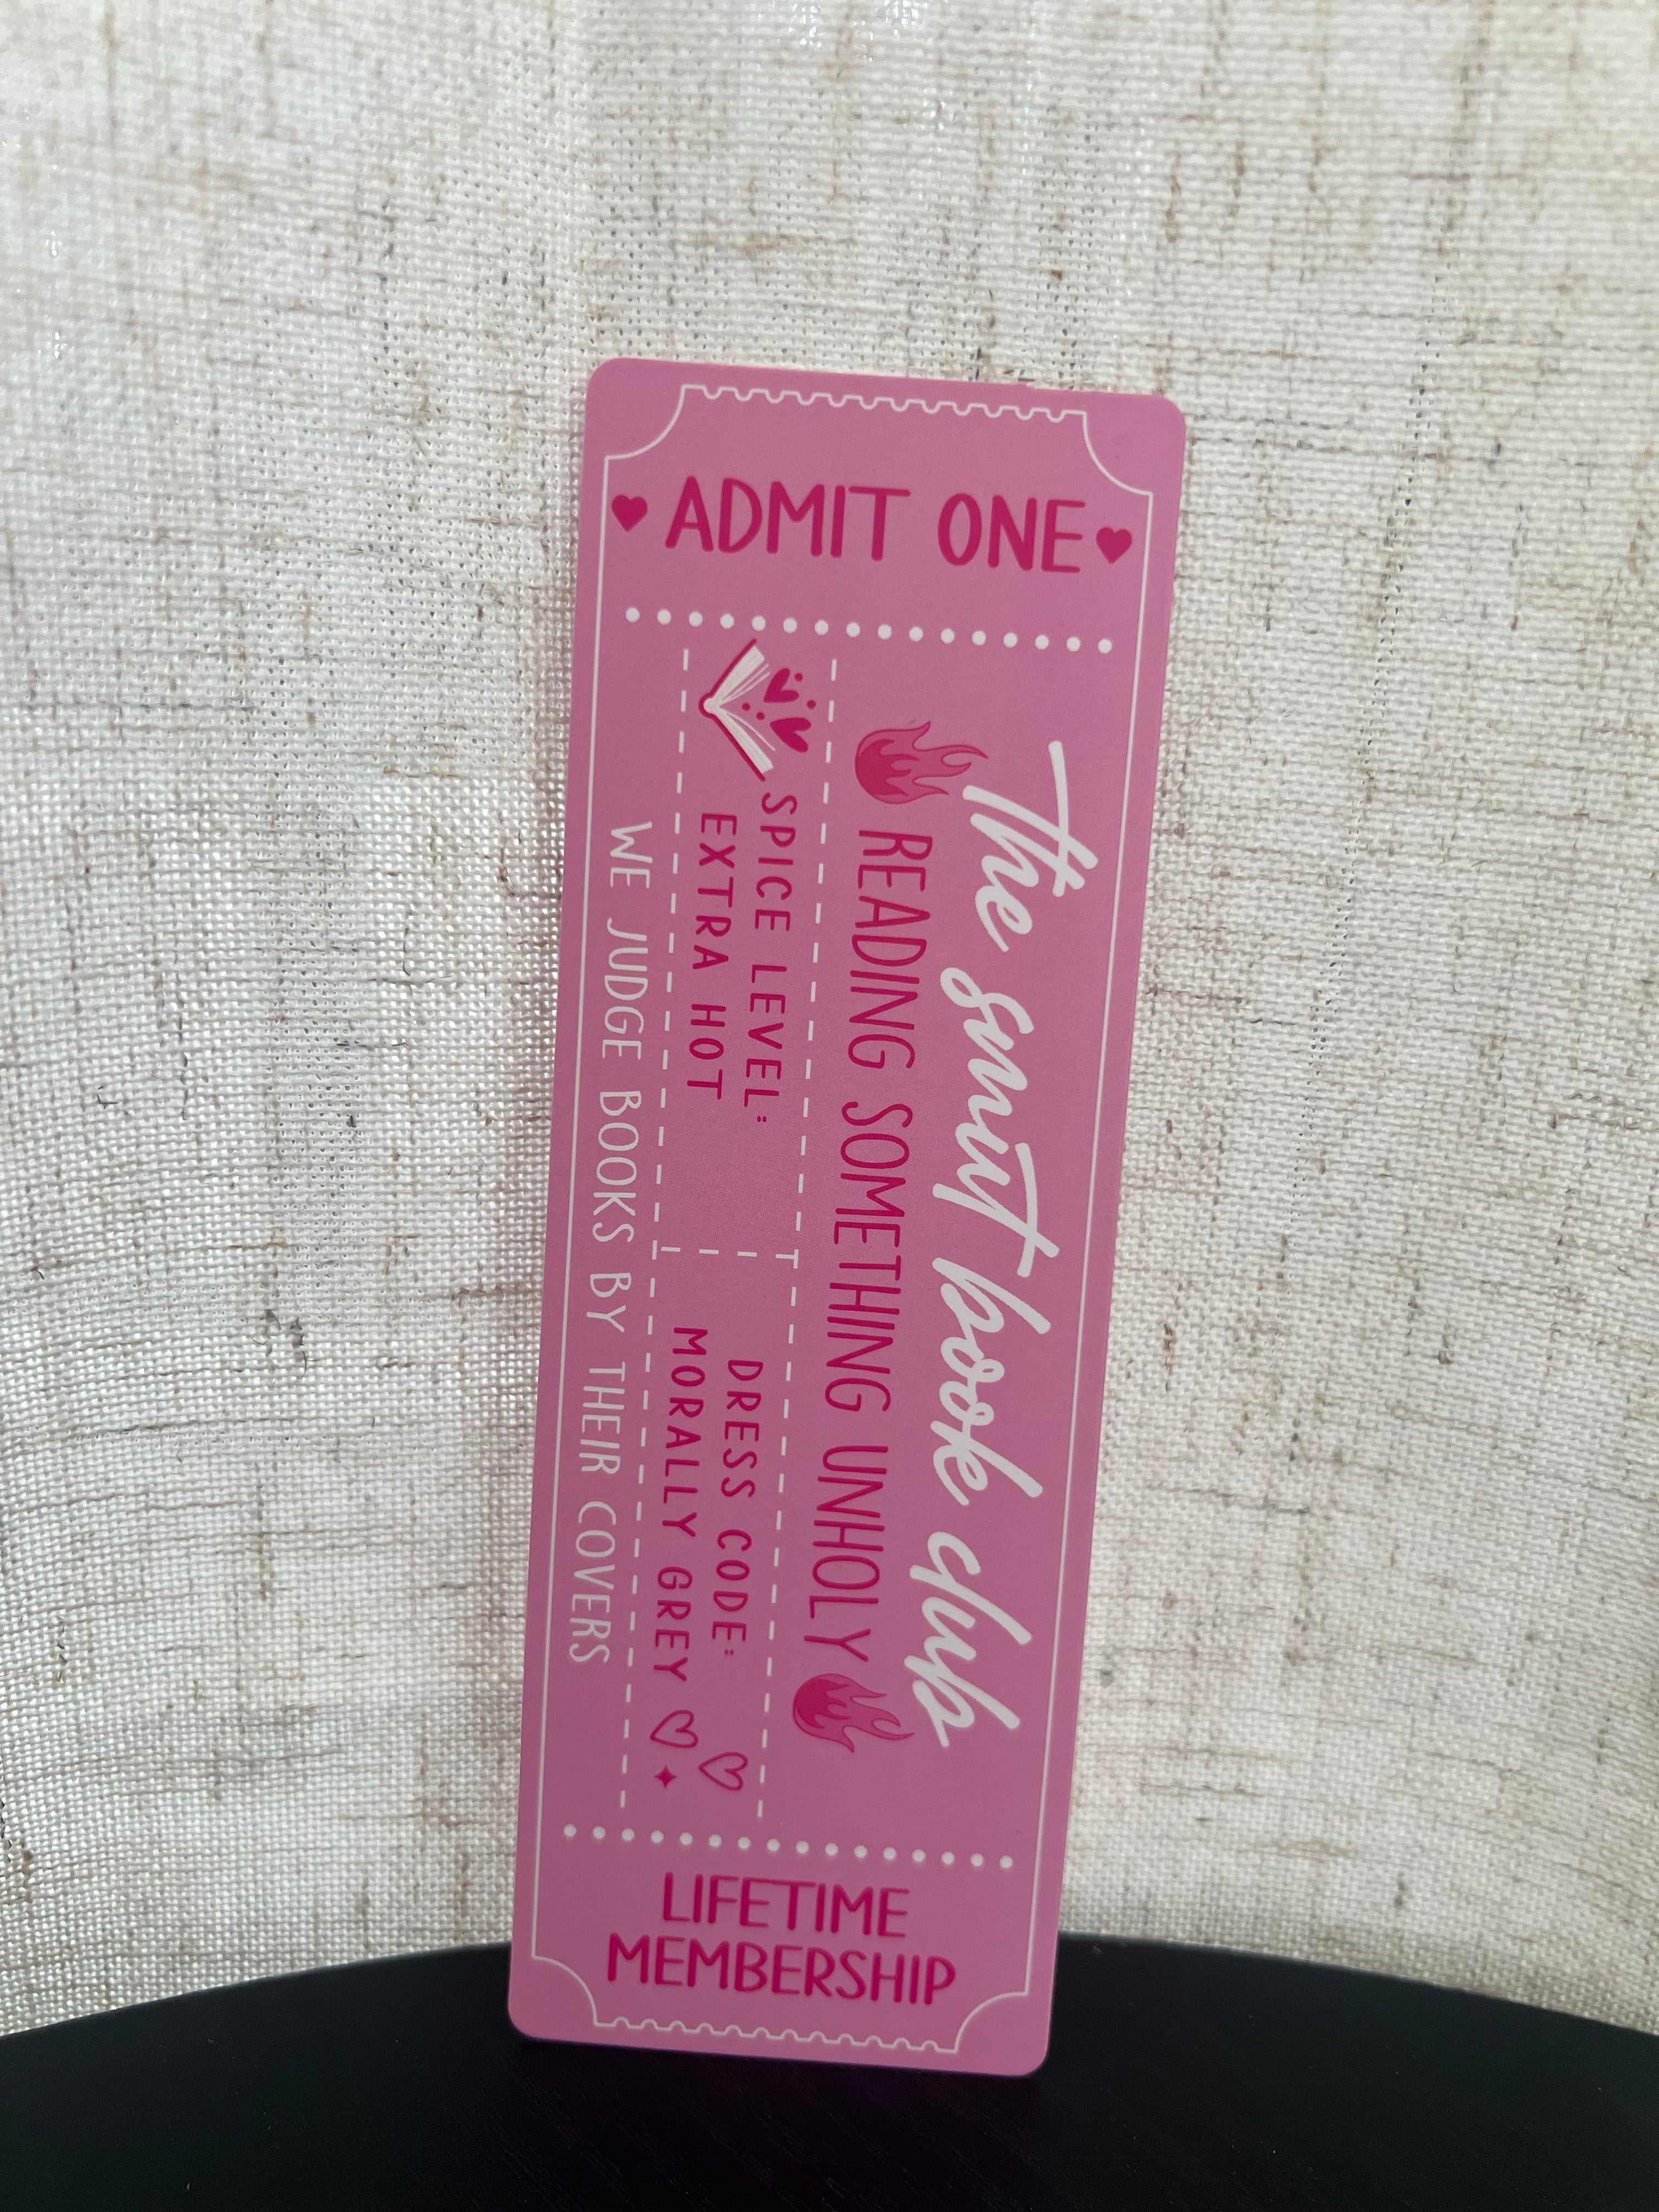 ADMIT ONE
The smut book club
READING SOMETHING UNHOLY
SPICE LEVEL:
EXTRA HOT
DRESS CODE:
MORALLY GREY
WE JUDGE BOOKS BY THEIR COVERS
LIFETIME
MEMBERSHIP